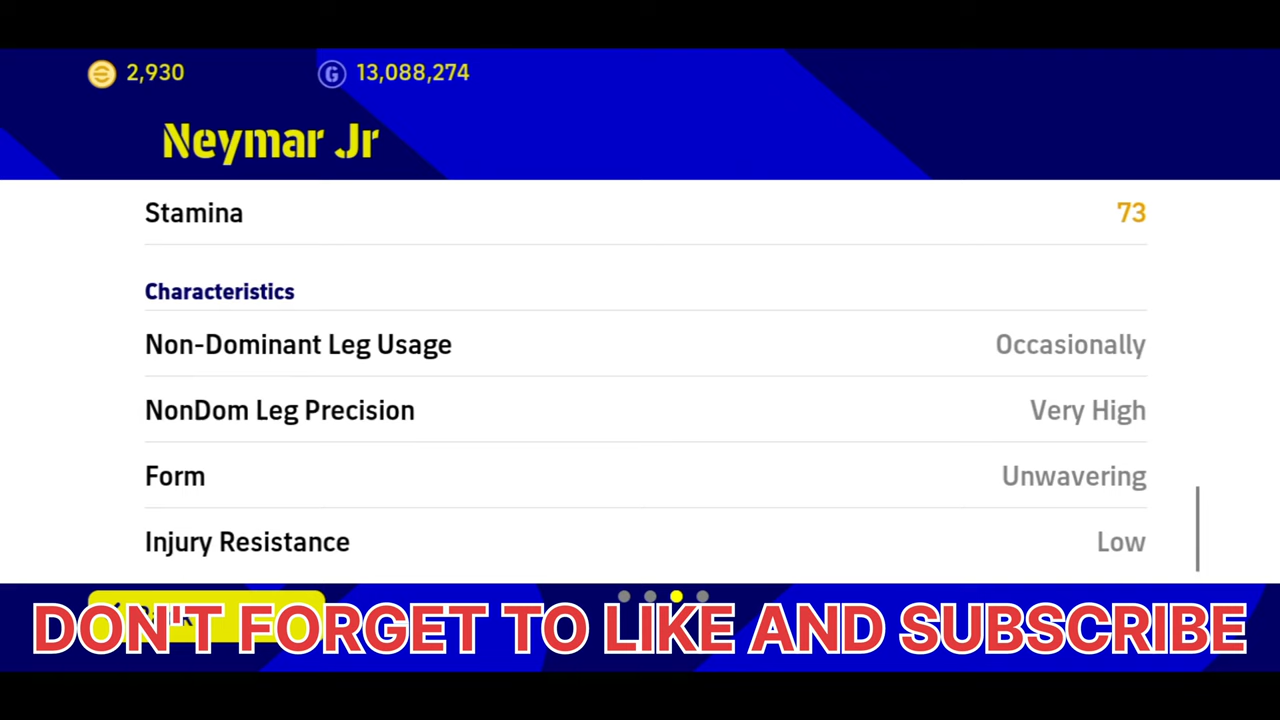 2,930
13,088,274
Neymar Jr
Stamina 73
Characteristics
Non-Dominant Leg Usage Occasionally
NonDom Leg Precision Very High
Form Unwavering
Injury Resistance Low
DON'T FORGET TO LIKE AND SUBSCRIBE